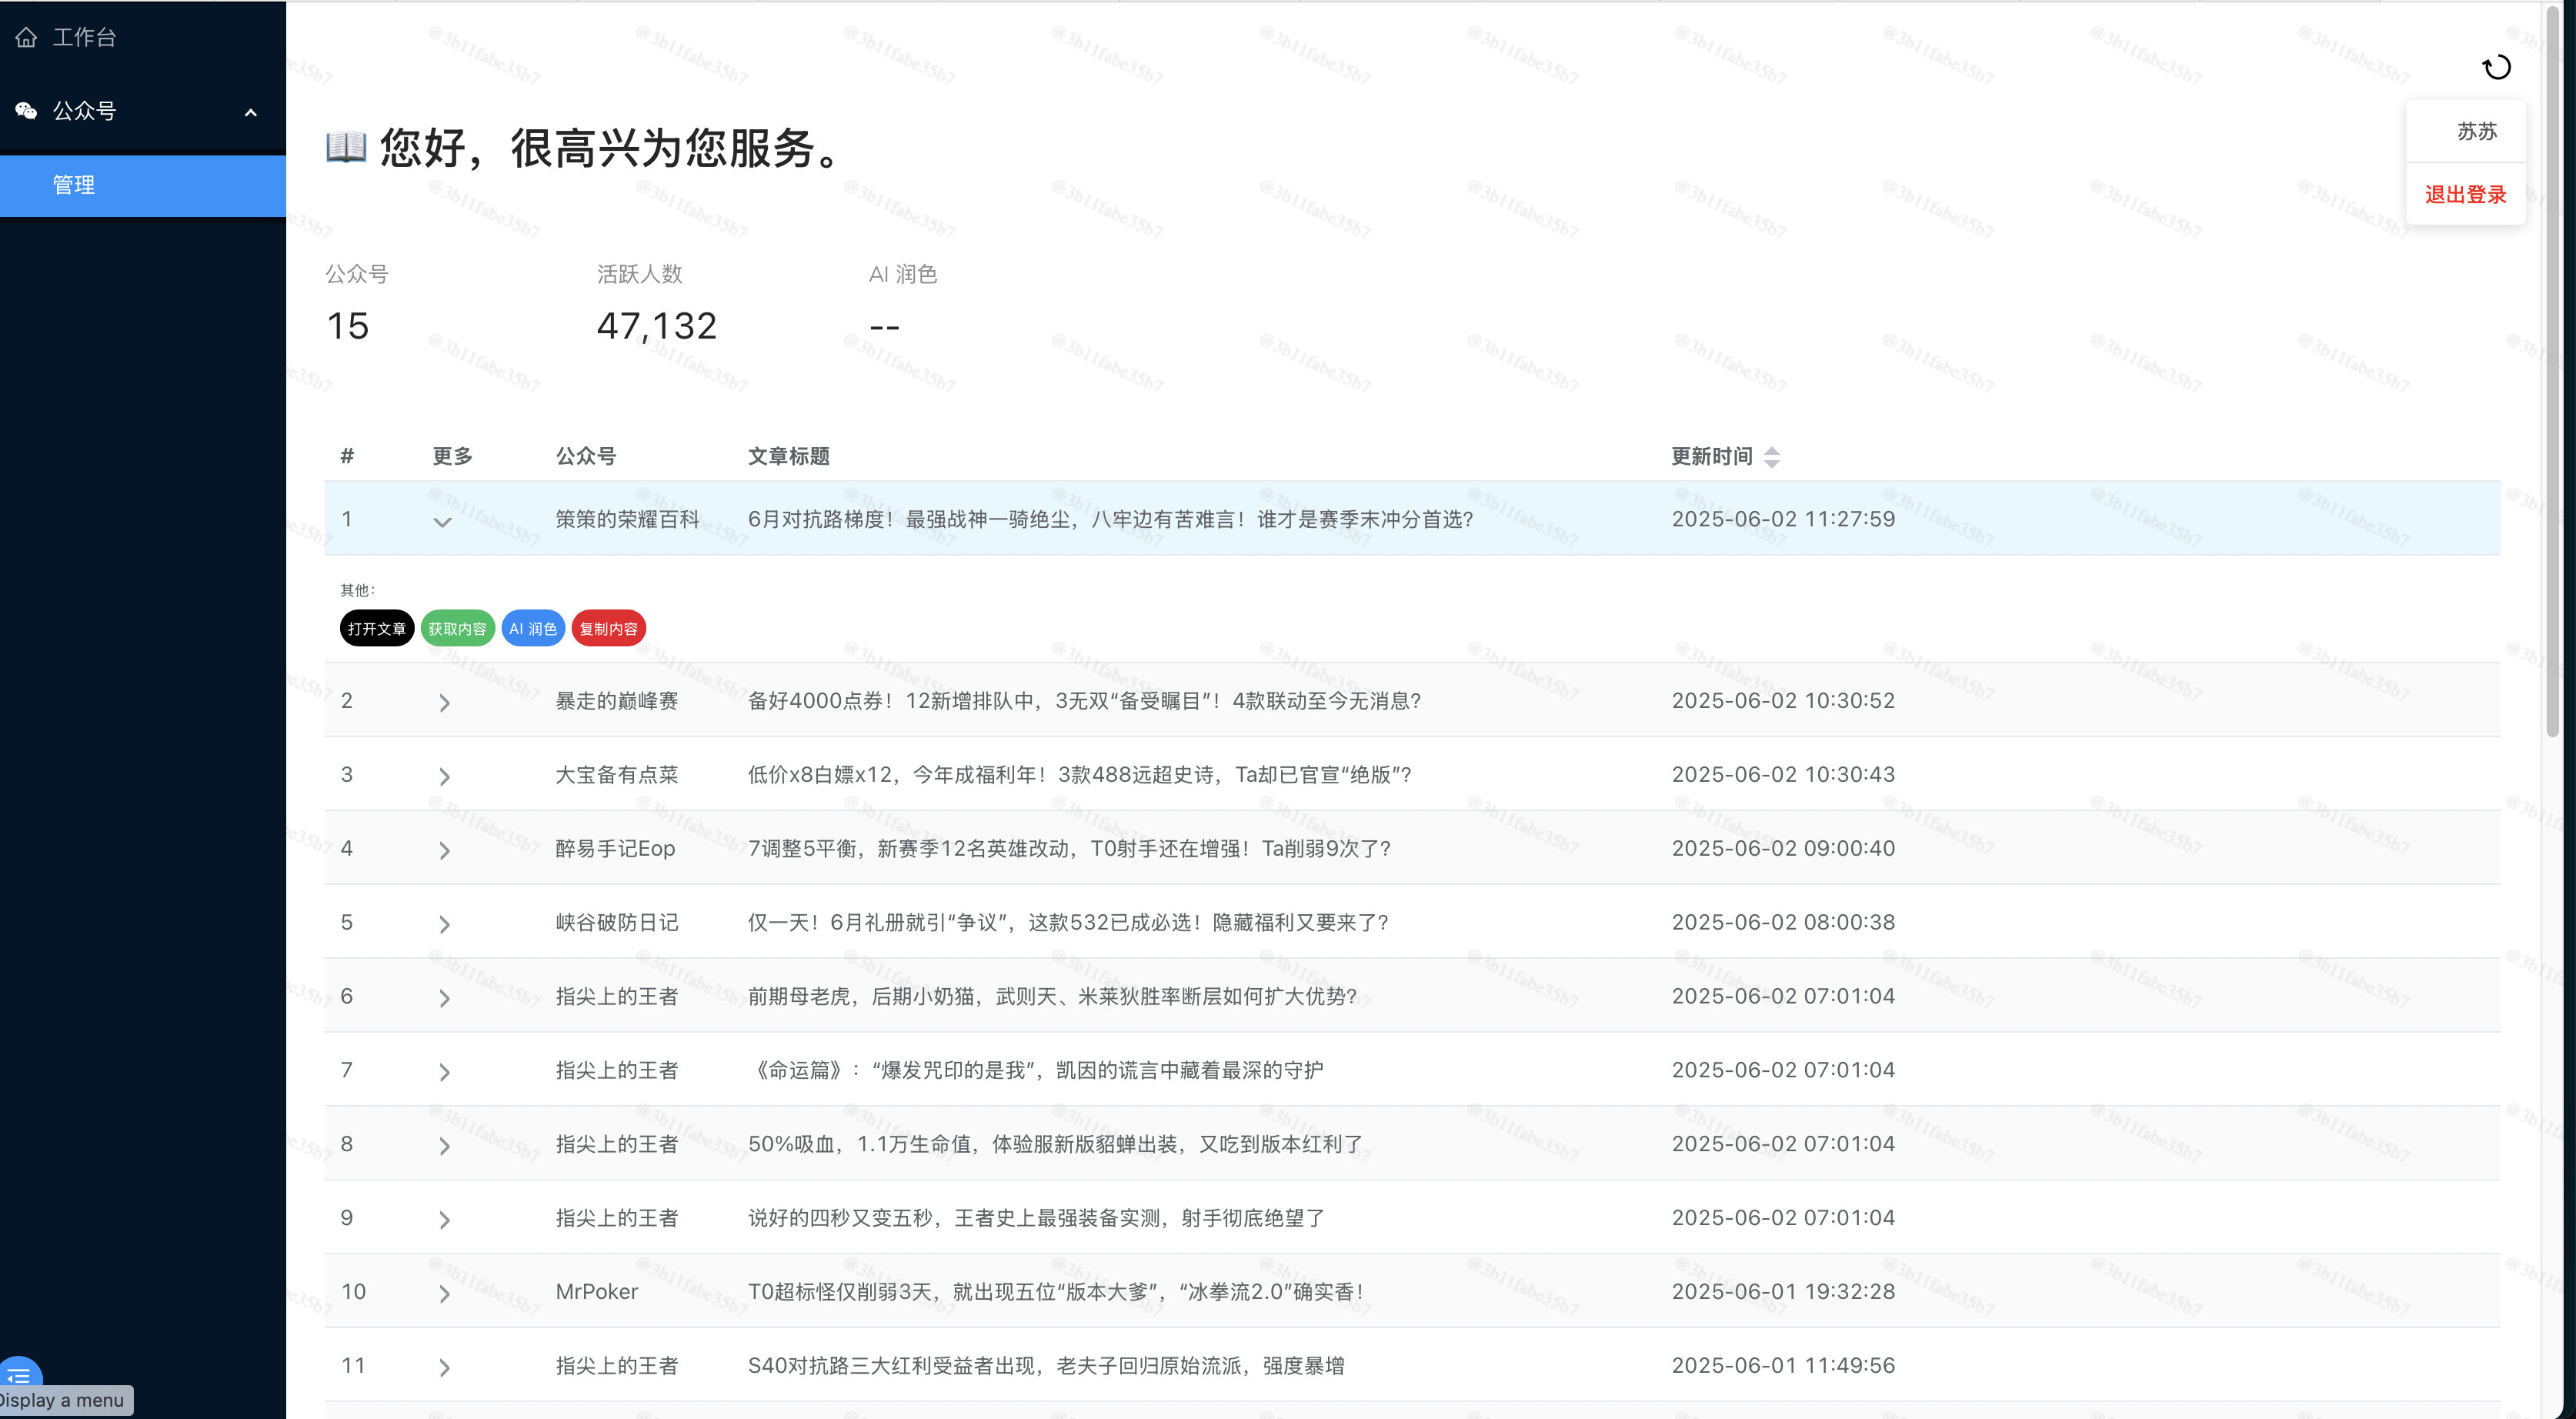 工作台
公众号
管理
📖 您好，很高兴为您服务。
苏苏
退出登录
公众号 活跃人数 AI 润色
15 47,132 --
# 更多 公众号 文章标题 更新时间
1 策策的荣耀百科 6月对抗路梯度！最强战神一骑绝尘，八牢边有苦难言！谁才是赛季末冲分首选? 2025-06-02 11:27:59
其他：
打开文章 获取内容 AI 润色 复制内容
2 暴走的巅峰赛 备好4000点券！12新增排队中，3无双“备受瞩目”！4款联动至今无消息? 2025-06-02 10:30:52
3 大宝备有点菜 低价x8白嫖x12，今年成福利年！3款488远超史诗，Ta却已官宣“绝版”? 2025-06-02 10:30:43
4 醉易手记Eop 7调整5平衡，新赛季12名英雄改动，T0射手还在增强！Ta削弱9次了? 2025-06-02 09:00:40
5 峡谷破防日记 仅一天！6月礼册就引“争议”，这款532已成必选！隐藏福利又要来了? 2025-06-02 08:00:38
6 指尖上的王者 前期母老虎，后期小奶猫，武则天、米莱狄胜率断层如何扩大优势? 2025-06-02 07:01:04
7 指尖上的王者 《命运篇》：“爆发咒印的是我”，凯因的谎言中藏着最深的守护 2025-06-02 07:01:04
8 指尖上的王者 50%吸血，1.1万生命值，体验服新版貂蝉出装，又吃到版本红利了 2025-06-02 07:01:04
9 指尖上的王者 说好的四秒又变五秒，王者史上最强装备实测，射手彻底绝望了 2025-06-02 07:01:04
10 MrPoker T0超标怪仅削弱3天，就出现五位“版本大爹”，“冰拳流2.0”确实香！ 2025-06-01 19:32:28
11 指尖上的王者 S40对抗路三大红利受益者出现，老夫子回归原始流派，强度暴增 2025-06-01 11:49:56
Display a menu
@3b11fabe35b7